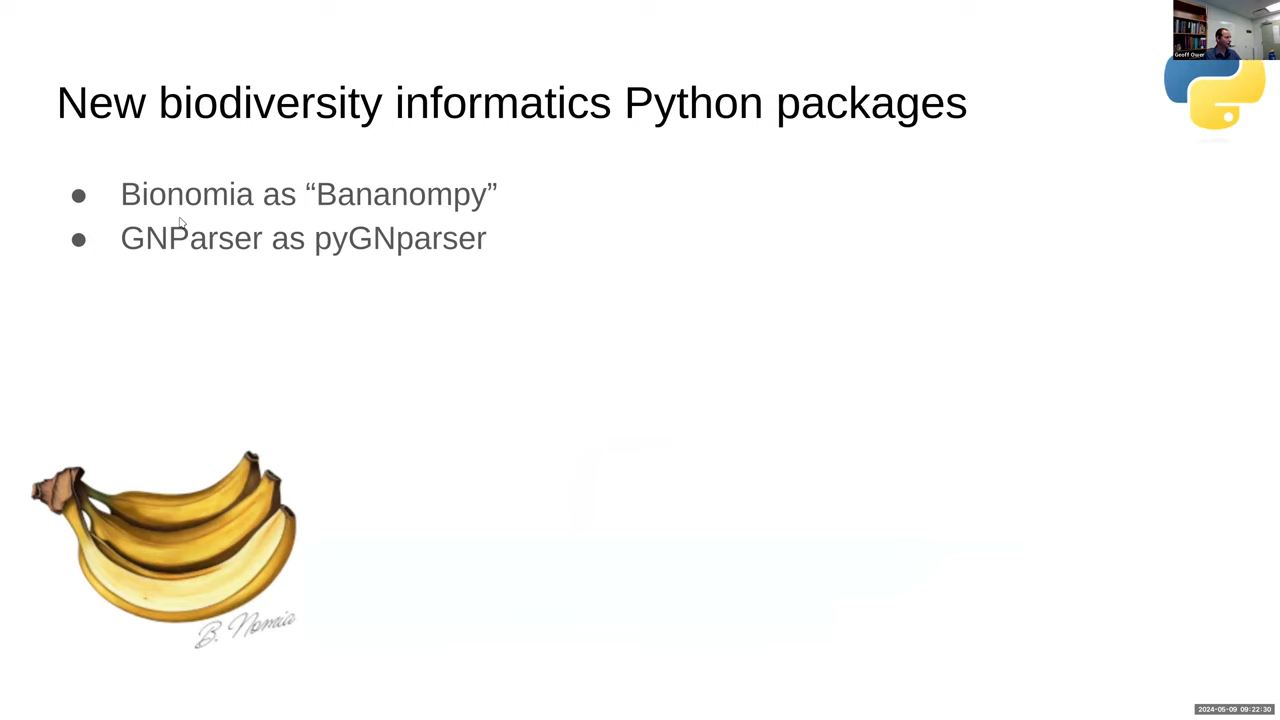 Geoff Ower
New biodiversity informatics Python packages
● Bionomia as “Bananompy”
● GNParser as pyGNparser
B. Nomia
2024-05-09 09:22:30